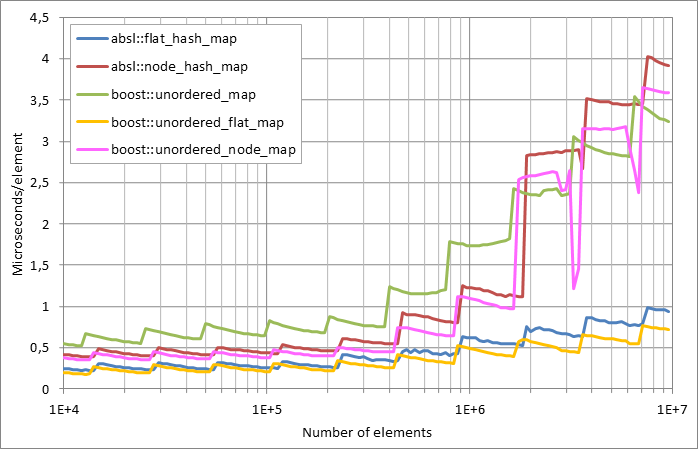 4,5
4
3,5
3
2,5
2
1,5
1
0,5
0
Microseconds/element
absl::flat_hash_map
absl::node_hash_map
boost::unordered_map
boost::unordered_flat_map
boost::unordered_node_map
1E+4 1E+5 1E+6 1E+7
Number of elements